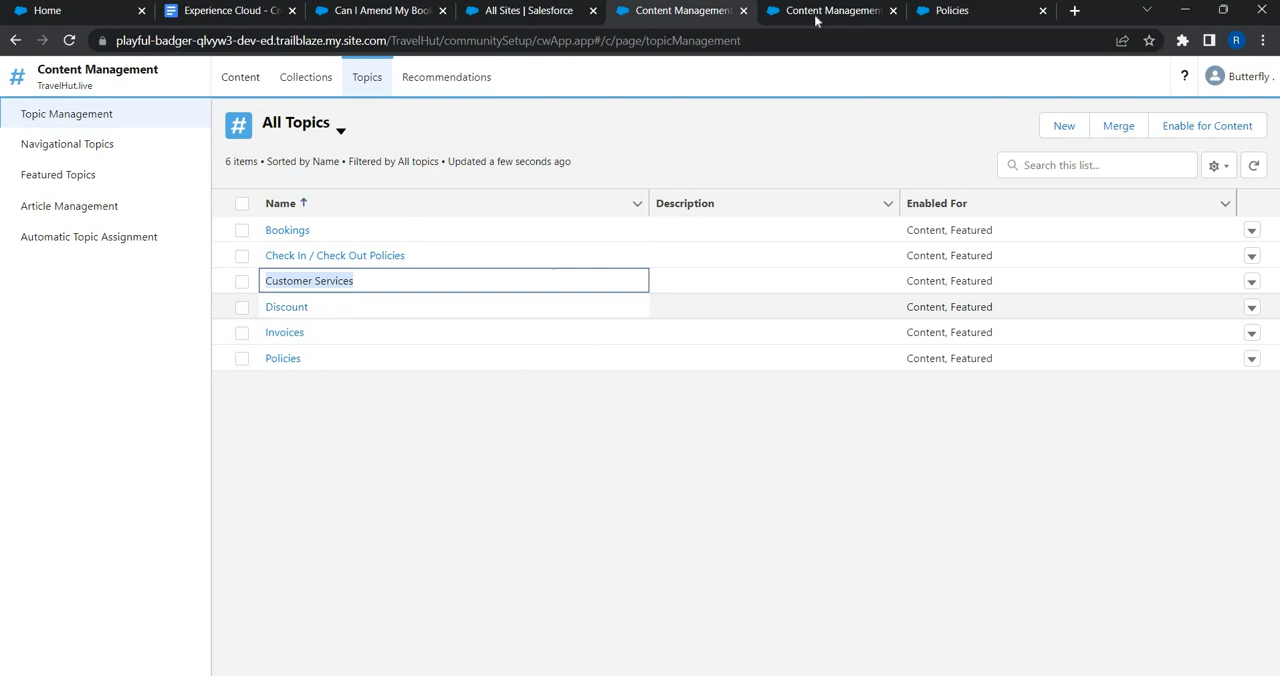 Home
Experience Cloud - Cr
Can I Amend My Boo
All Sites | Salesforce
Content Management
Content Management
Policies
playful-badger-qlvyw3-dev-ed.trailblaze.my.site.com/TravelHut/communitySetup/cwApp.app#/c/page/topicManagement
R
# Content Management
TravelHut.live
Content
Collections
Topics
Recommendations
?
Butterfly .
Topic Management
Navigational Topics
Featured Topics
Article Management
Automatic Topic Assignment
# All Topics
New
Merge
Enable for Content
6 items • Sorted by Name • Filtered by All topics • Updated a few seconds ago
Search this list...
Name ↑
Description
Enabled For
Bookings
Content, Featured
Check In / Check Out Policies
Content, Featured
Customer Services
Content, Featured
Discount
Content, Featured
Invoices
Content, Featured
Policies
Content, Featured